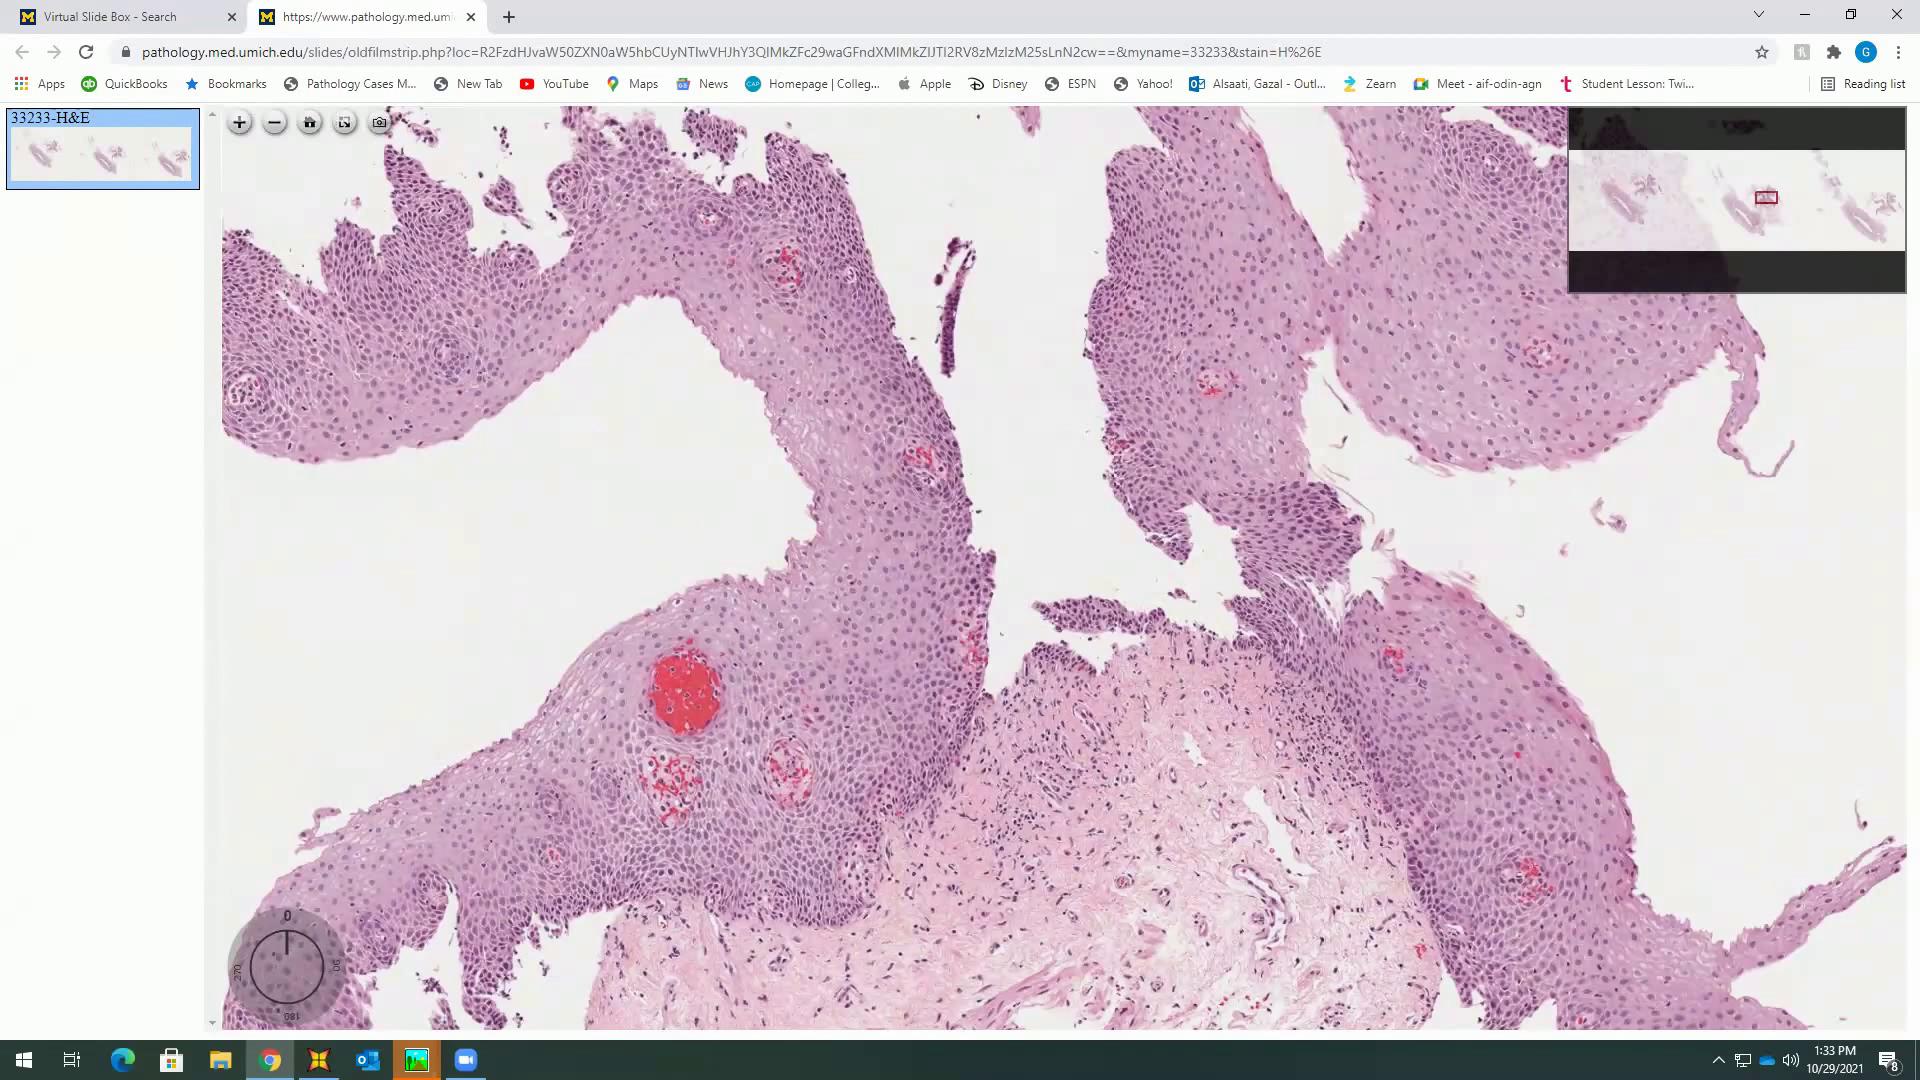 Virtual Slide Box - Search
https://www.pathology.med.umi
pathology.med.umich.edu/slides/oldfilmstrip.php?loc=R2FzdHJvaW50ZXN0aW5hbCUyNTIwVHJhY3QlMkZFc29waGFndXMlMkZlJTl2RV8zMzIzM25sLnN2cw==&myname=33233&stain=H%26E
Apps
QuickBooks
Bookmarks
Pathology Cases M...
New Tab
YouTube
Maps
News
Homepage | Colleg...
Apple
Disney
ESPN
Yahoo!
Alsaati, Gazal - Outl...
Zearn
Meet - aif-odin-agn
Student Lesson: Twi...
Reading list
33233-H&E
0
90
180
270
1:33 PM
10/29/2021
8